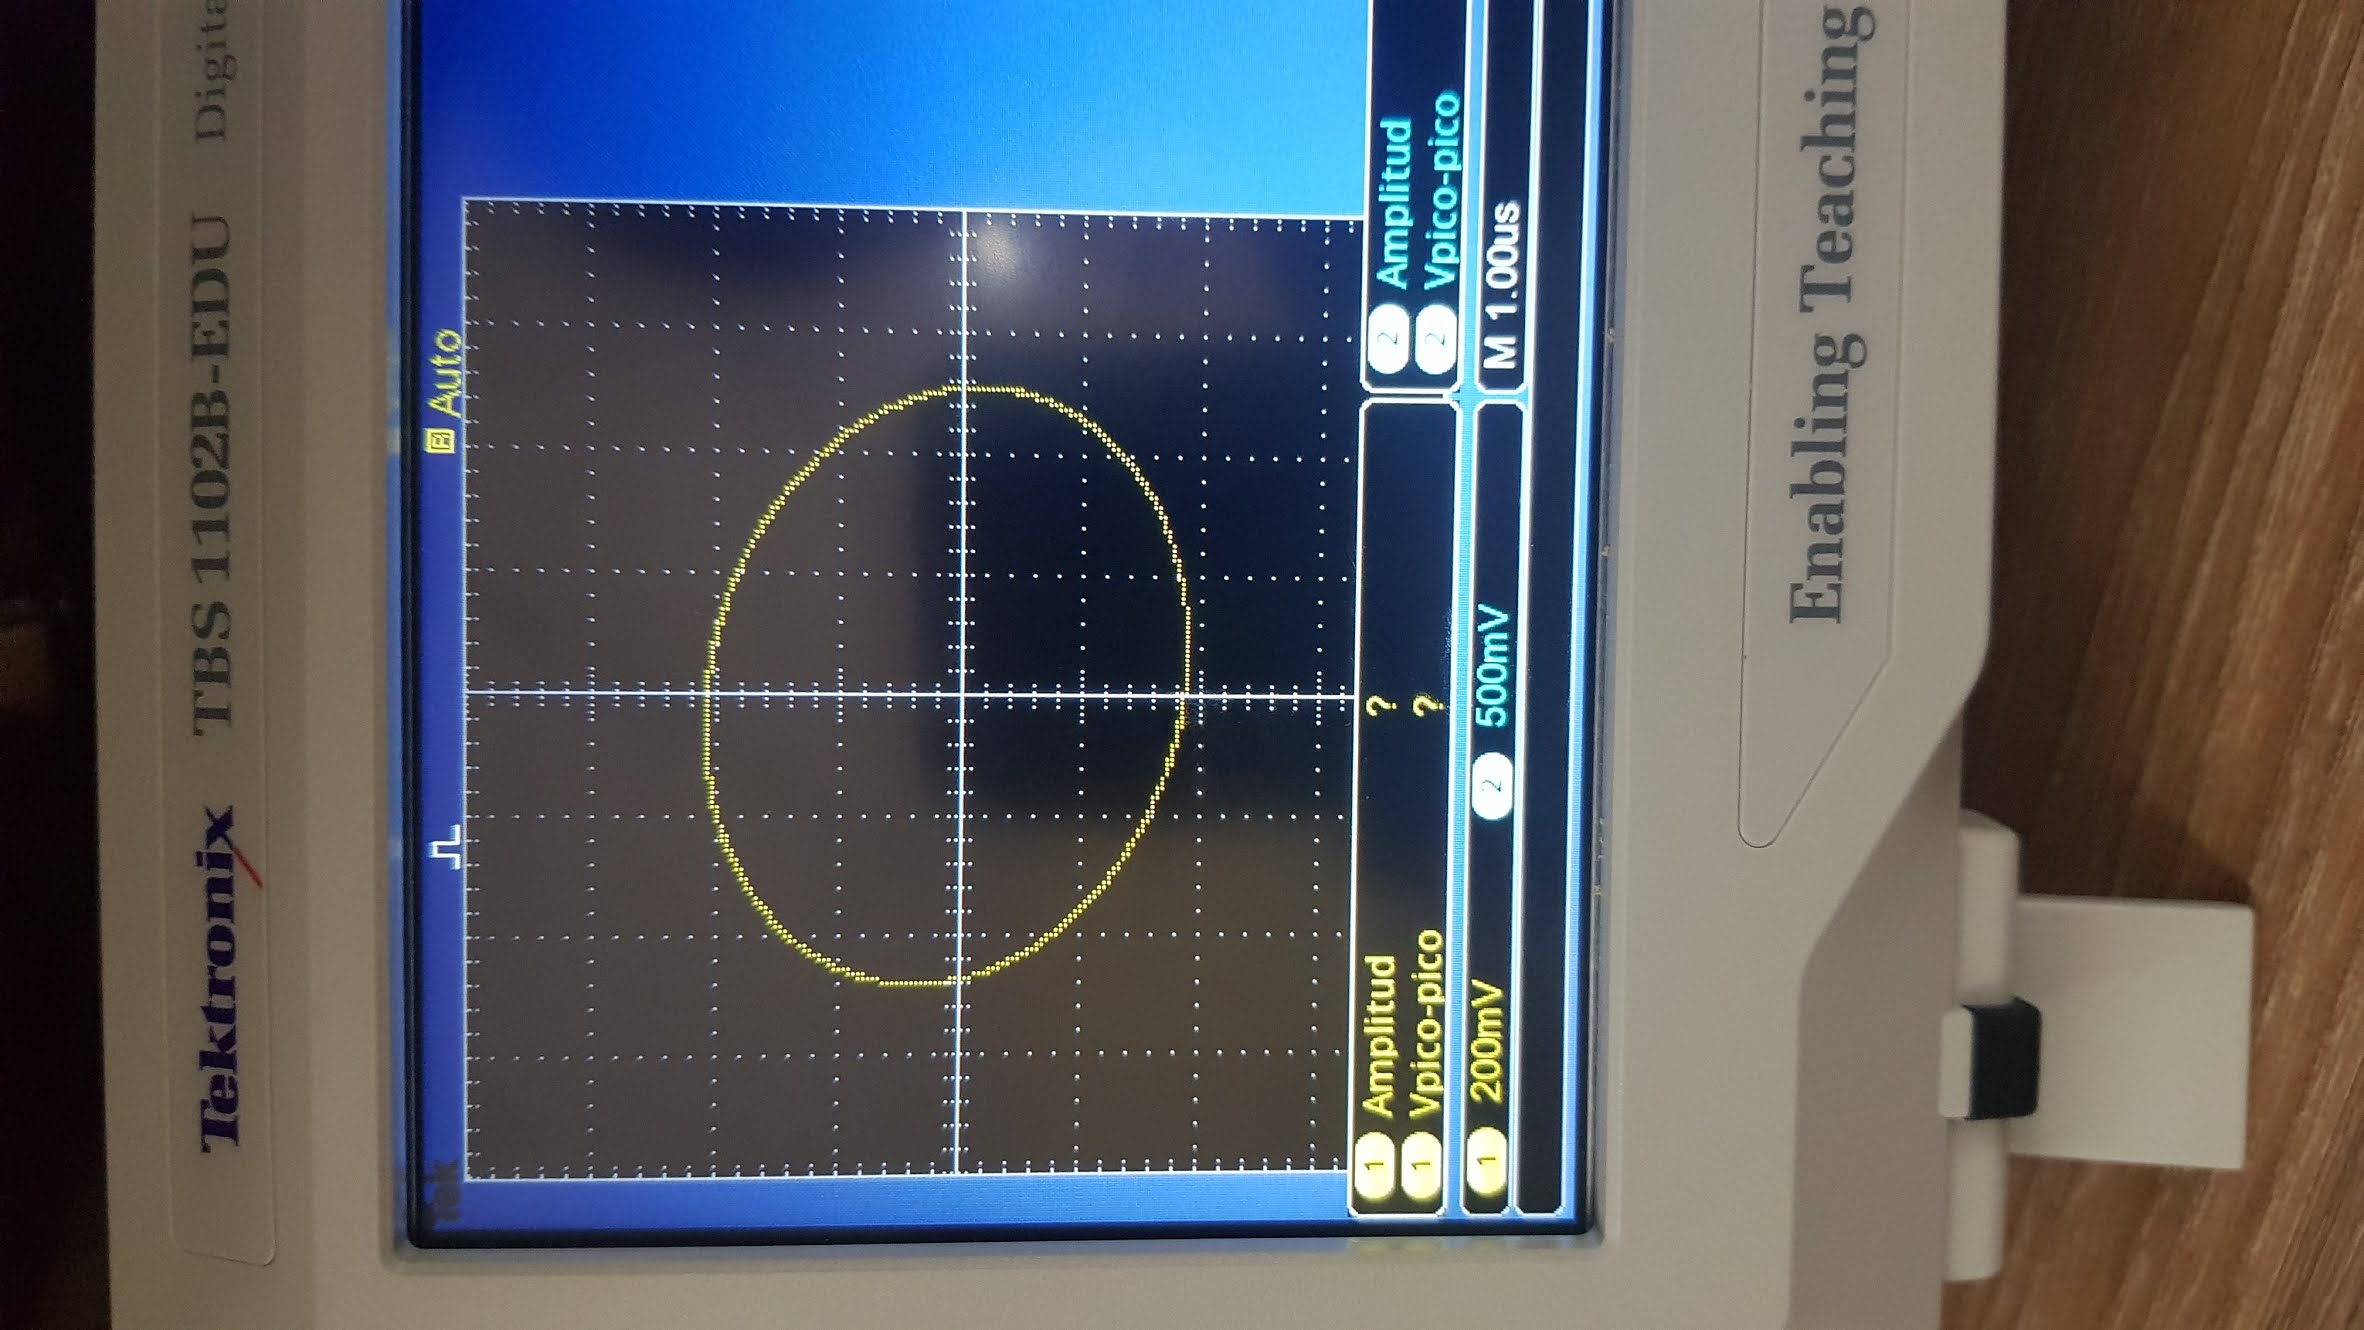 Tektronix TBS 1102B-EDU Digita
Tek Auto
1 Amplitud ?
1 Vpico-pico ?
2 Amplitud
2 Vpico-pico
1 200mV 2 500mV M 1.00us
Enabling Teaching